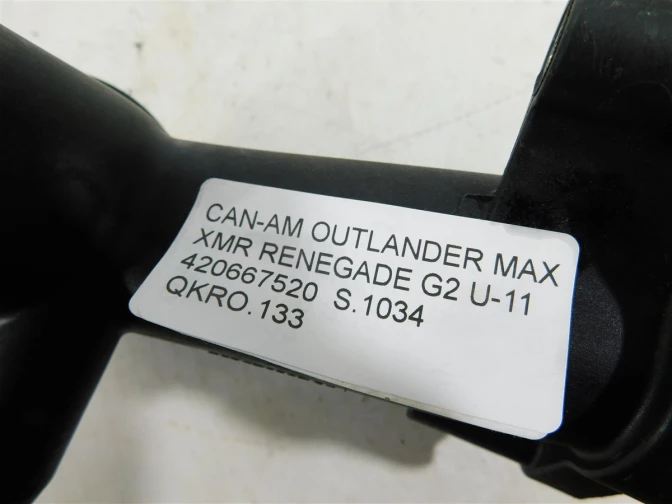 CAN-AM OUTLANDER MAX
XMR RENEGADE G2 U-11
420667520 S.1034
QKRO.133